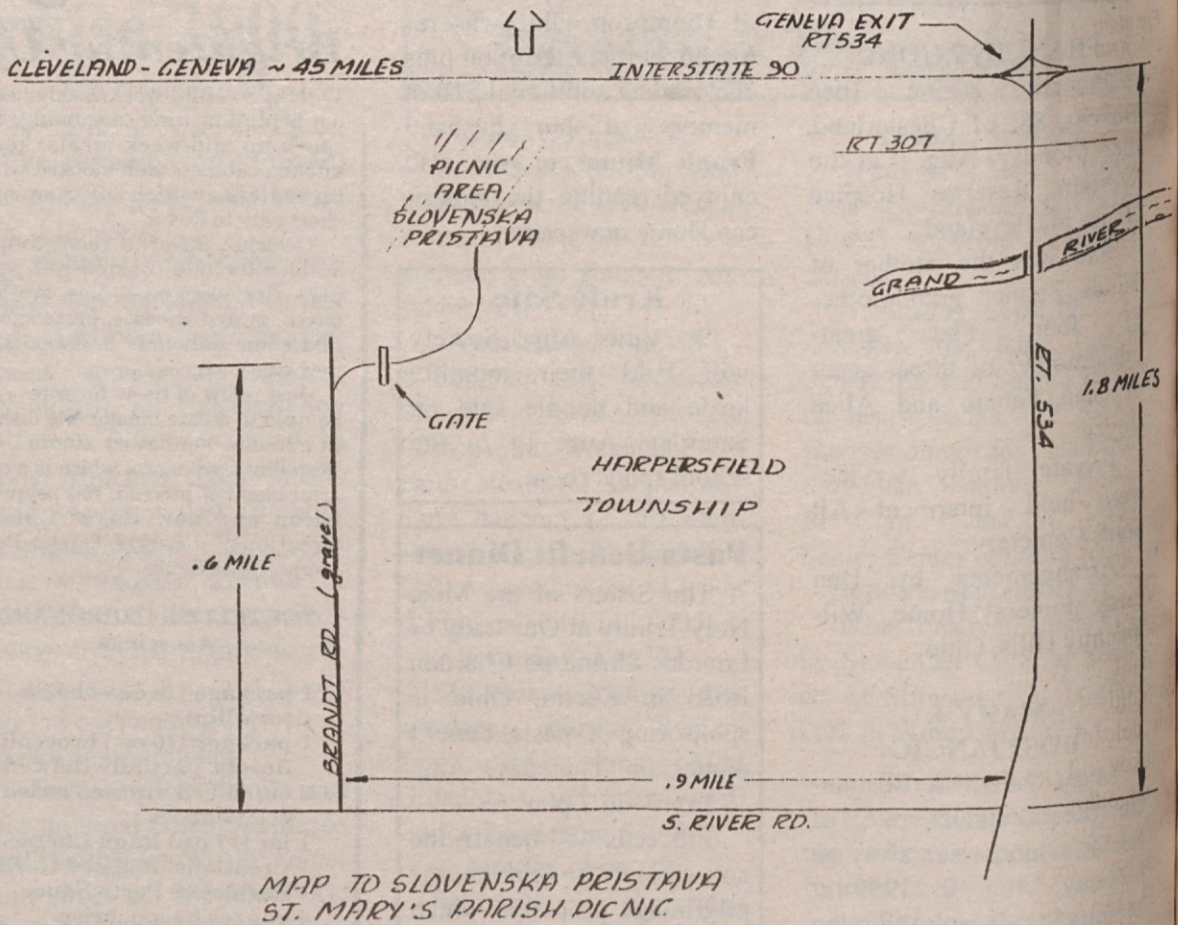 GENEVA EXIT
RT 534
CLEVELAND - GENEVA ~ 45 MILES
INTERSTATE 90
RT 307
PICNIC
AREA
SLOVENSKA
PRISTAVA
GRAND
RIVER
RT. 534
1.8 MILES
GATE
HARPERSFIELD
TOWNSHIP
.6 MILE
BRANDT RD. (gravel)
.9 MILE
S. RIVER RD.
MAP TO SLOVENSKA PRISTAVA
ST. MARY'S PARISH PICNIC